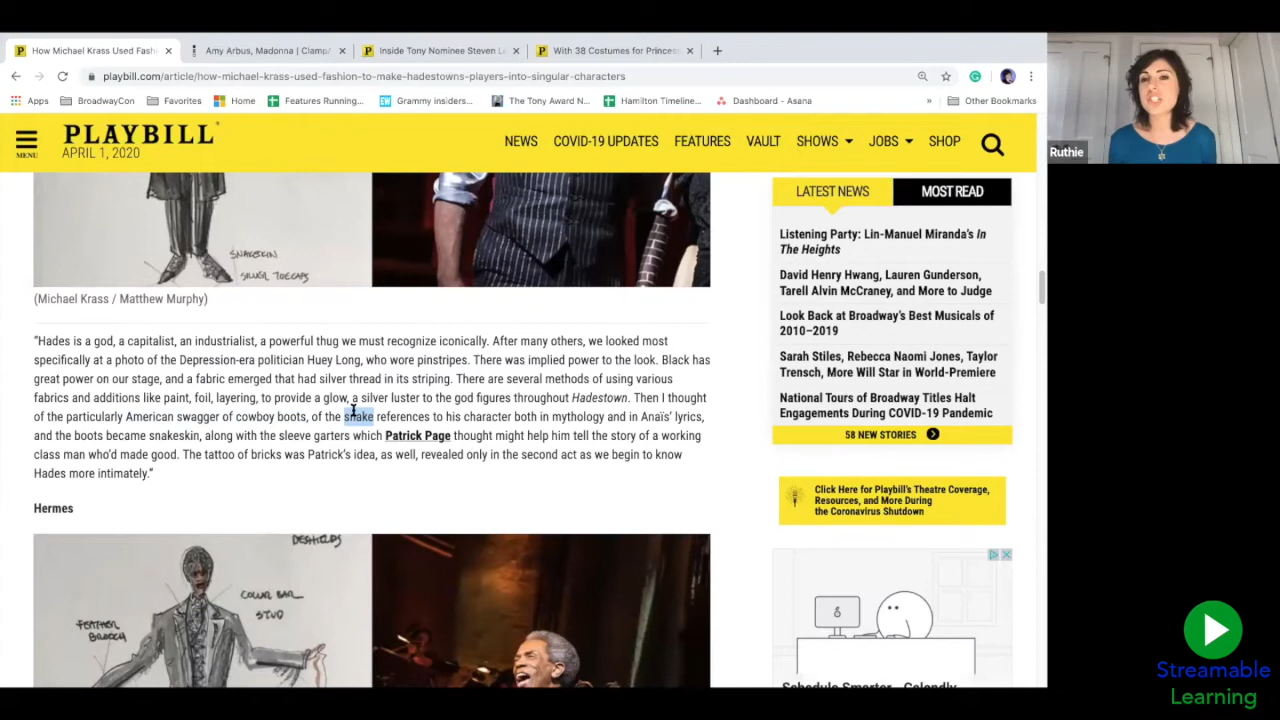 How Michael Krass Used Fash
Amy Arbus, Madonna | Clamp
Inside Tony Nominee Steven L
With 38 Costumes for Princes
playbill.com/article/how-michael-krass-used-fashion-to-make-hadestowns-players-into-singular-characters
Apps
BroadwayCon
Favorites
Home
Features Running...
Grammy insiders...
The Tony Award N...
Hamilton Timeline...
Dashboard - Asana
»
Other Bookmarks
MENU
PLAYBILL
APRIL 1, 2020
NEWS
COVID-19 UPDATES
FEATURES
VAULT
SHOWS
JOBS
SHOP
Ruthie
SNAKESKIN
SILVER TOECAPS
(Michael Krass / Matthew Murphy)
"Hades is a god, a capitalist, an industrialist, a powerful thug we must recognize iconically. After many others, we looked most
specifically at a photo of the Depression-era politician Huey Long, who wore pinstripes. There was implied power to the look. Black has
great power on our stage, and a fabric emerged that had silver thread in its striping. There are several methods of using various
fabrics and additions like paint, foil, layering, to provide a glow, a silver luster to the god figures throughout Hadestown. Then I thought
of the particularly American swagger of cowboy boots, of the snake references to his character both in mythology and in Anaïs' lyrics,
and the boots became snakeskin, along with the sleeve garters which Patrick Page thought might help him tell the story of a working
class man who'd made good. The tattoo of bricks was Patrick's idea, as well, revealed only in the second act as we begin to know
Hades more intimately."
Hermes
DESHIELDS
COLLAR BAR
STUD
FEATHER
BROOCH
LATEST NEWS
MOST READ
Listening Party: Lin-Manuel Miranda's In
The Heights
David Henry Hwang, Lauren Gunderson,
Tarell Alvin McCraney, and More to Judge
Look Back at Broadway's Best Musicals of
2010–2019
Sarah Stiles, Rebecca Naomi Jones, Taylor
Trensch, More Will Star in World-Premiere
National Tours of Broadway Titles Halt
Engagements During COVID-19 Pandemic
58 NEW STORIES
Click Here for Playbill's Theatre Coverage,
Resources, and More During
the Coronavirus Shutdown
Schedule Smarter - Calendly
Streamable
Learning